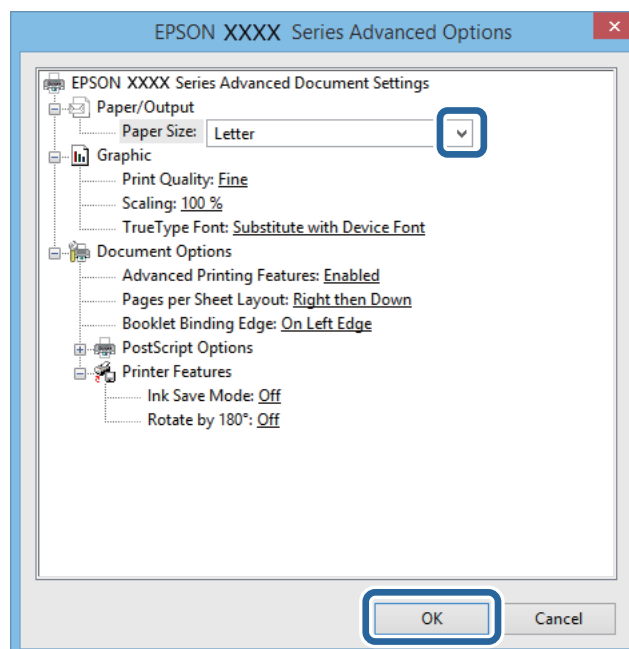 EPSON XXXX Series Advanced Options
EPSON XXXX Series Advanced Document Settings
Paper/Output
Paper Size: Letter
Graphic
Print Quality: Fine
Scaling: 100 %
TrueType Font: Substitute with Device Font
Document Options
Advanced Printing Features: Enabled
Pages per Sheet Layout: Right then Down
Booklet Binding Edge: On Left Edge
PostScript Options
Printer Features
Ink Save Mode: Off
Rotate by 180°: Off
OK Cancel